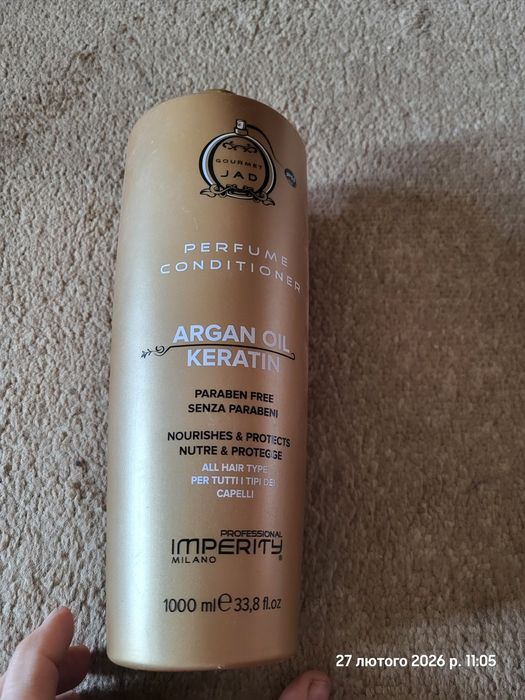 GOURMET
JAD
PERFUME
CONDITIONER
ARGAN OIL
KERATIN
PARABEN FREE
SENZA PARABENI
NOURISHES & PROTECTS
NUTRE & PROTEGGE
ALL HAIR TYPE
PER TUTTI I TIPI DEI
CAPELLI
PROFESSIONAL
IMPERITY®
MILANO
1000 ml ℮ 33,8 fl.oz
27 лютого 2026 р. 11:05